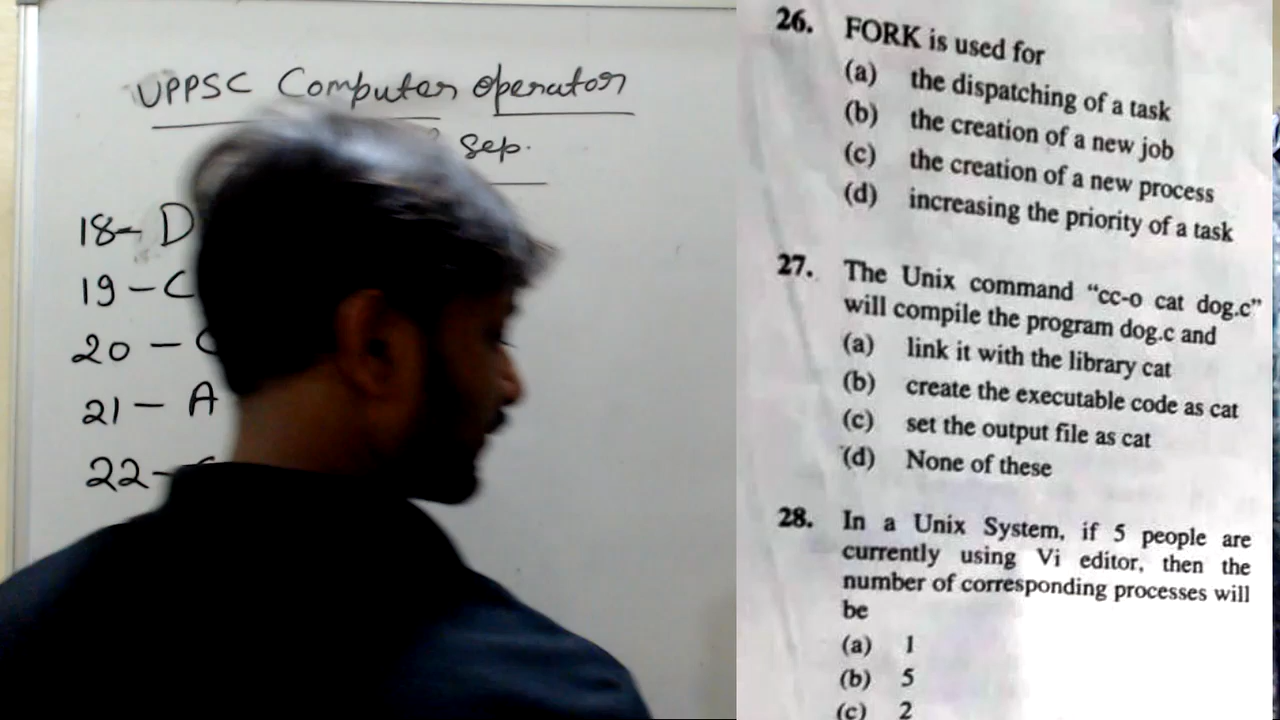 UPPSC Computer operator
Sep.
18- D
19 - C
20 -
21 - A
22-
26. FORK is used for
(a) the dispatching of a task
(b) the creation of a new job
(c) the creation of a new process
(d) increasing the priority of a task
27. The Unix command “cc-o cat dog.c”
will compile the program dog.c and
(a) link it with the library cat
(b) create the executable code as cat
(c) set the output file as cat
(d) None of these
28. In a Unix System, if 5 people are
currently using Vi editor, then the
number of corresponding processes will
be
(a) 1
(b) 5
(c) 2